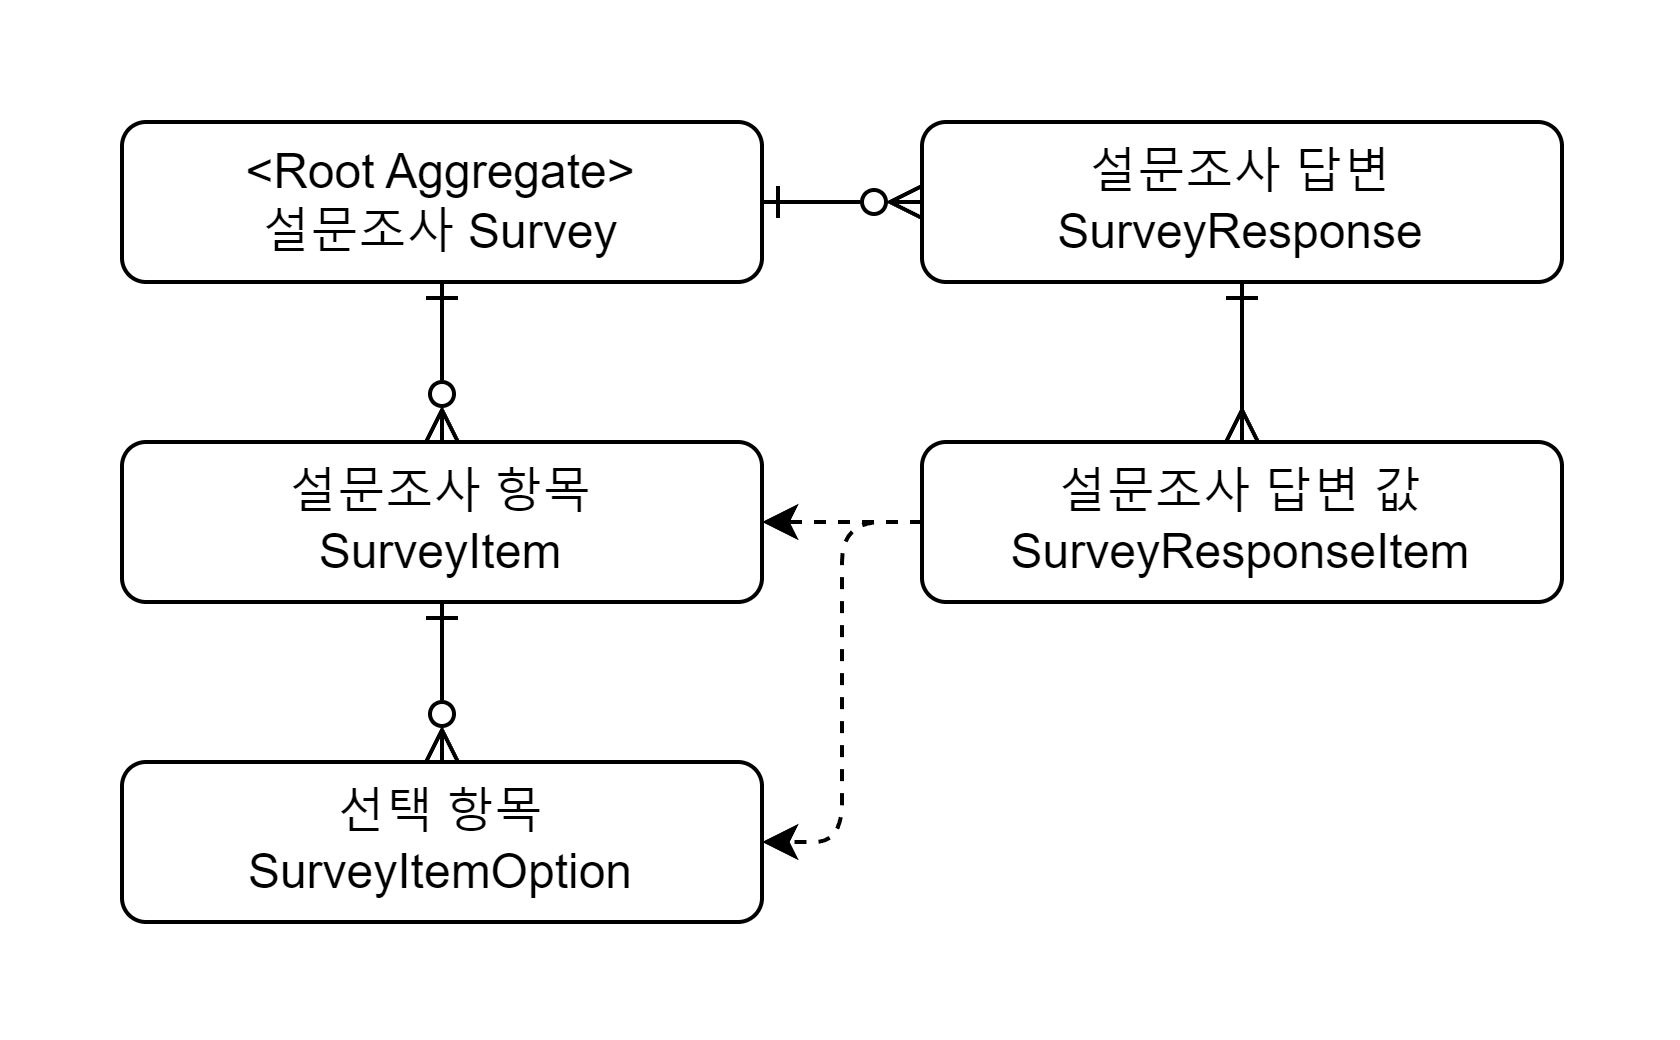 <Root Aggregate>
설문조사 Survey
설문조사 답변
SurveyResponse
설문조사 항목
SurveyItem
설문조사 답변 값
SurveyResponseItem
선택 항목
SurveyItemOption